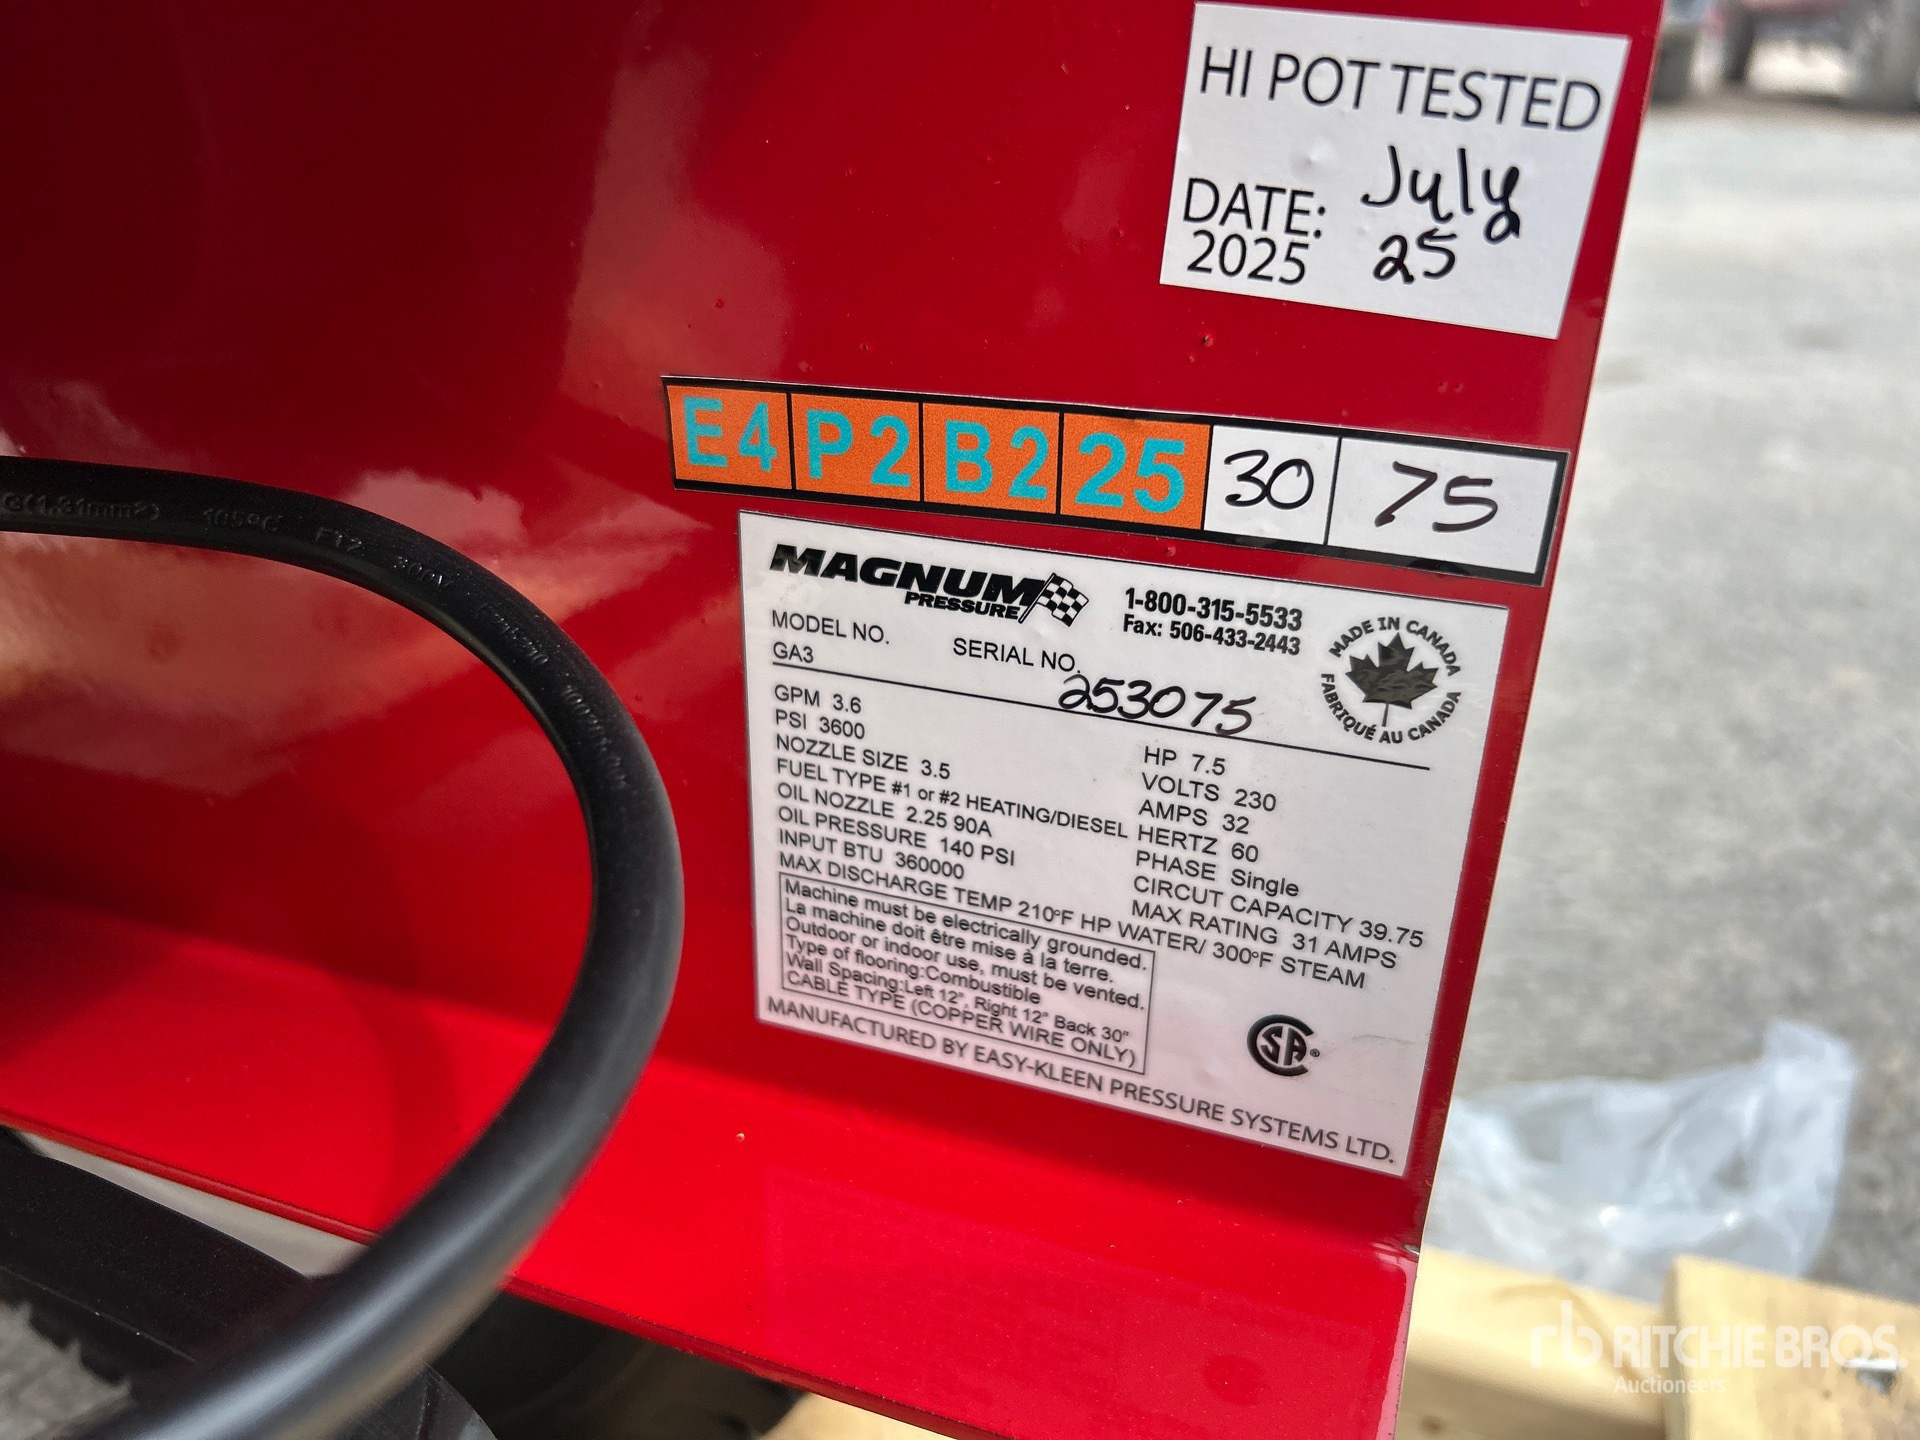 HI POT TESTED
DATE: July
2025 25
E4 P2 B2 25 30 75
MAGNUM
PRESSURE
1-800-315-5533
Fax: 506-433-2443
MADE IN CANADA
FABRIQUÉ AU CANADA
MODEL NO.
GA3
SERIAL NO.
253075
GPM 3.6
PSI 3600
NOZZLE SIZE 3.5
FUEL TYPE #1 or #2 HEATING/DIESEL
OIL NOZZLE 2.25 90A
OIL PRESSURE 140 PSI
INPUT BTU 360000
MAX DISCHARGE TEMP 210°F HP WATER/ 300°F STEAM
HP 7.5
VOLTS 230
AMPS 32
HERTZ 60
PHASE Single
CIRCUT CAPACITY 39.75
MAX RATING 31 AMPS
Machine must be electrically grounded.
La machine doit être mise à la terre.
Outdoor or indoor use, must be vented.
Type of flooring:Combustible
Wall Spacing:Left 12", Right 12" Back 30"
CABLE TYPE (COPPER WIRE ONLY)
CSA®
MANUFACTURED BY EASY-KLEEN PRESSURE SYSTEMS LTD.
(1.31mm²) 105°C FT2 300V
rb RITCHIE BROS.
Auctioneers